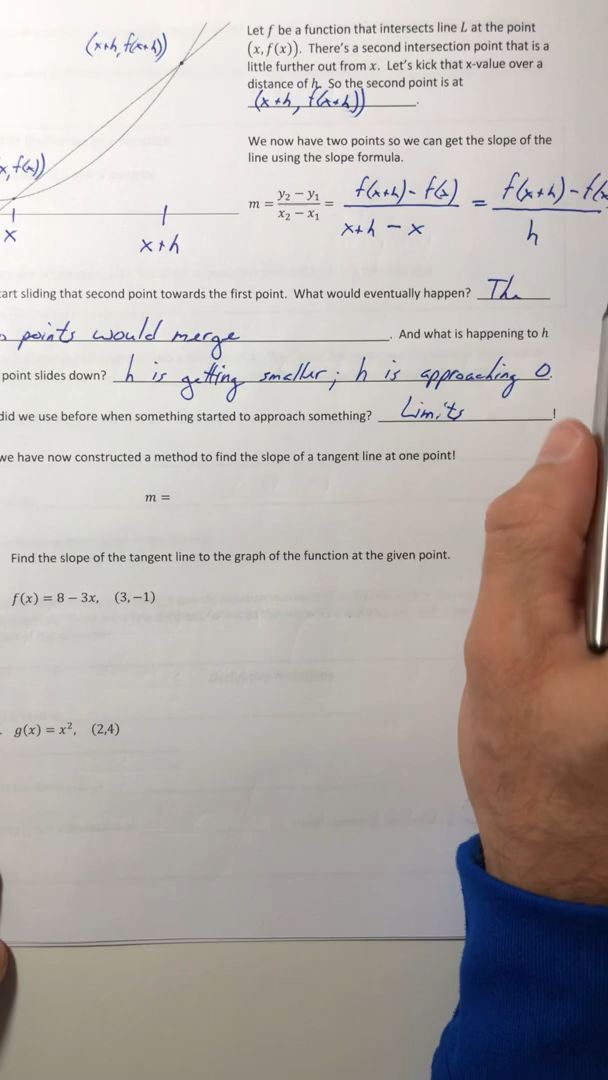 (x+h, f(x+h))
x, f(x))
x
x+h
Let f be a function that intersects line L at the point
(x, f(x)). There's a second intersection point that is a
little further out from x. Let's kick that x-value over a
distance of h. So the second point is at
(x+h, f(x+h)).
We now have two points so we can get the slope of the
line using the slope formula.
m = y₂ − y₁ / x₂ − x₁ = f(x+h) - f(x) / x+h - x = f(x+h) - f(x / h
art sliding that second point towards the first point. What would eventually happen? Th
points would merge. And what is happening to h
point slides down? h is getting smaller; h is approaching 0.
did we use before when something started to approach something? Limits!
we have now constructed a method to find the slope of a tangent line at one point!
m =
Find the slope of the tangent line to the graph of the function at the given point.
f(x) = 8 − 3x, (3, −1)
g(x) = x², (2,4)